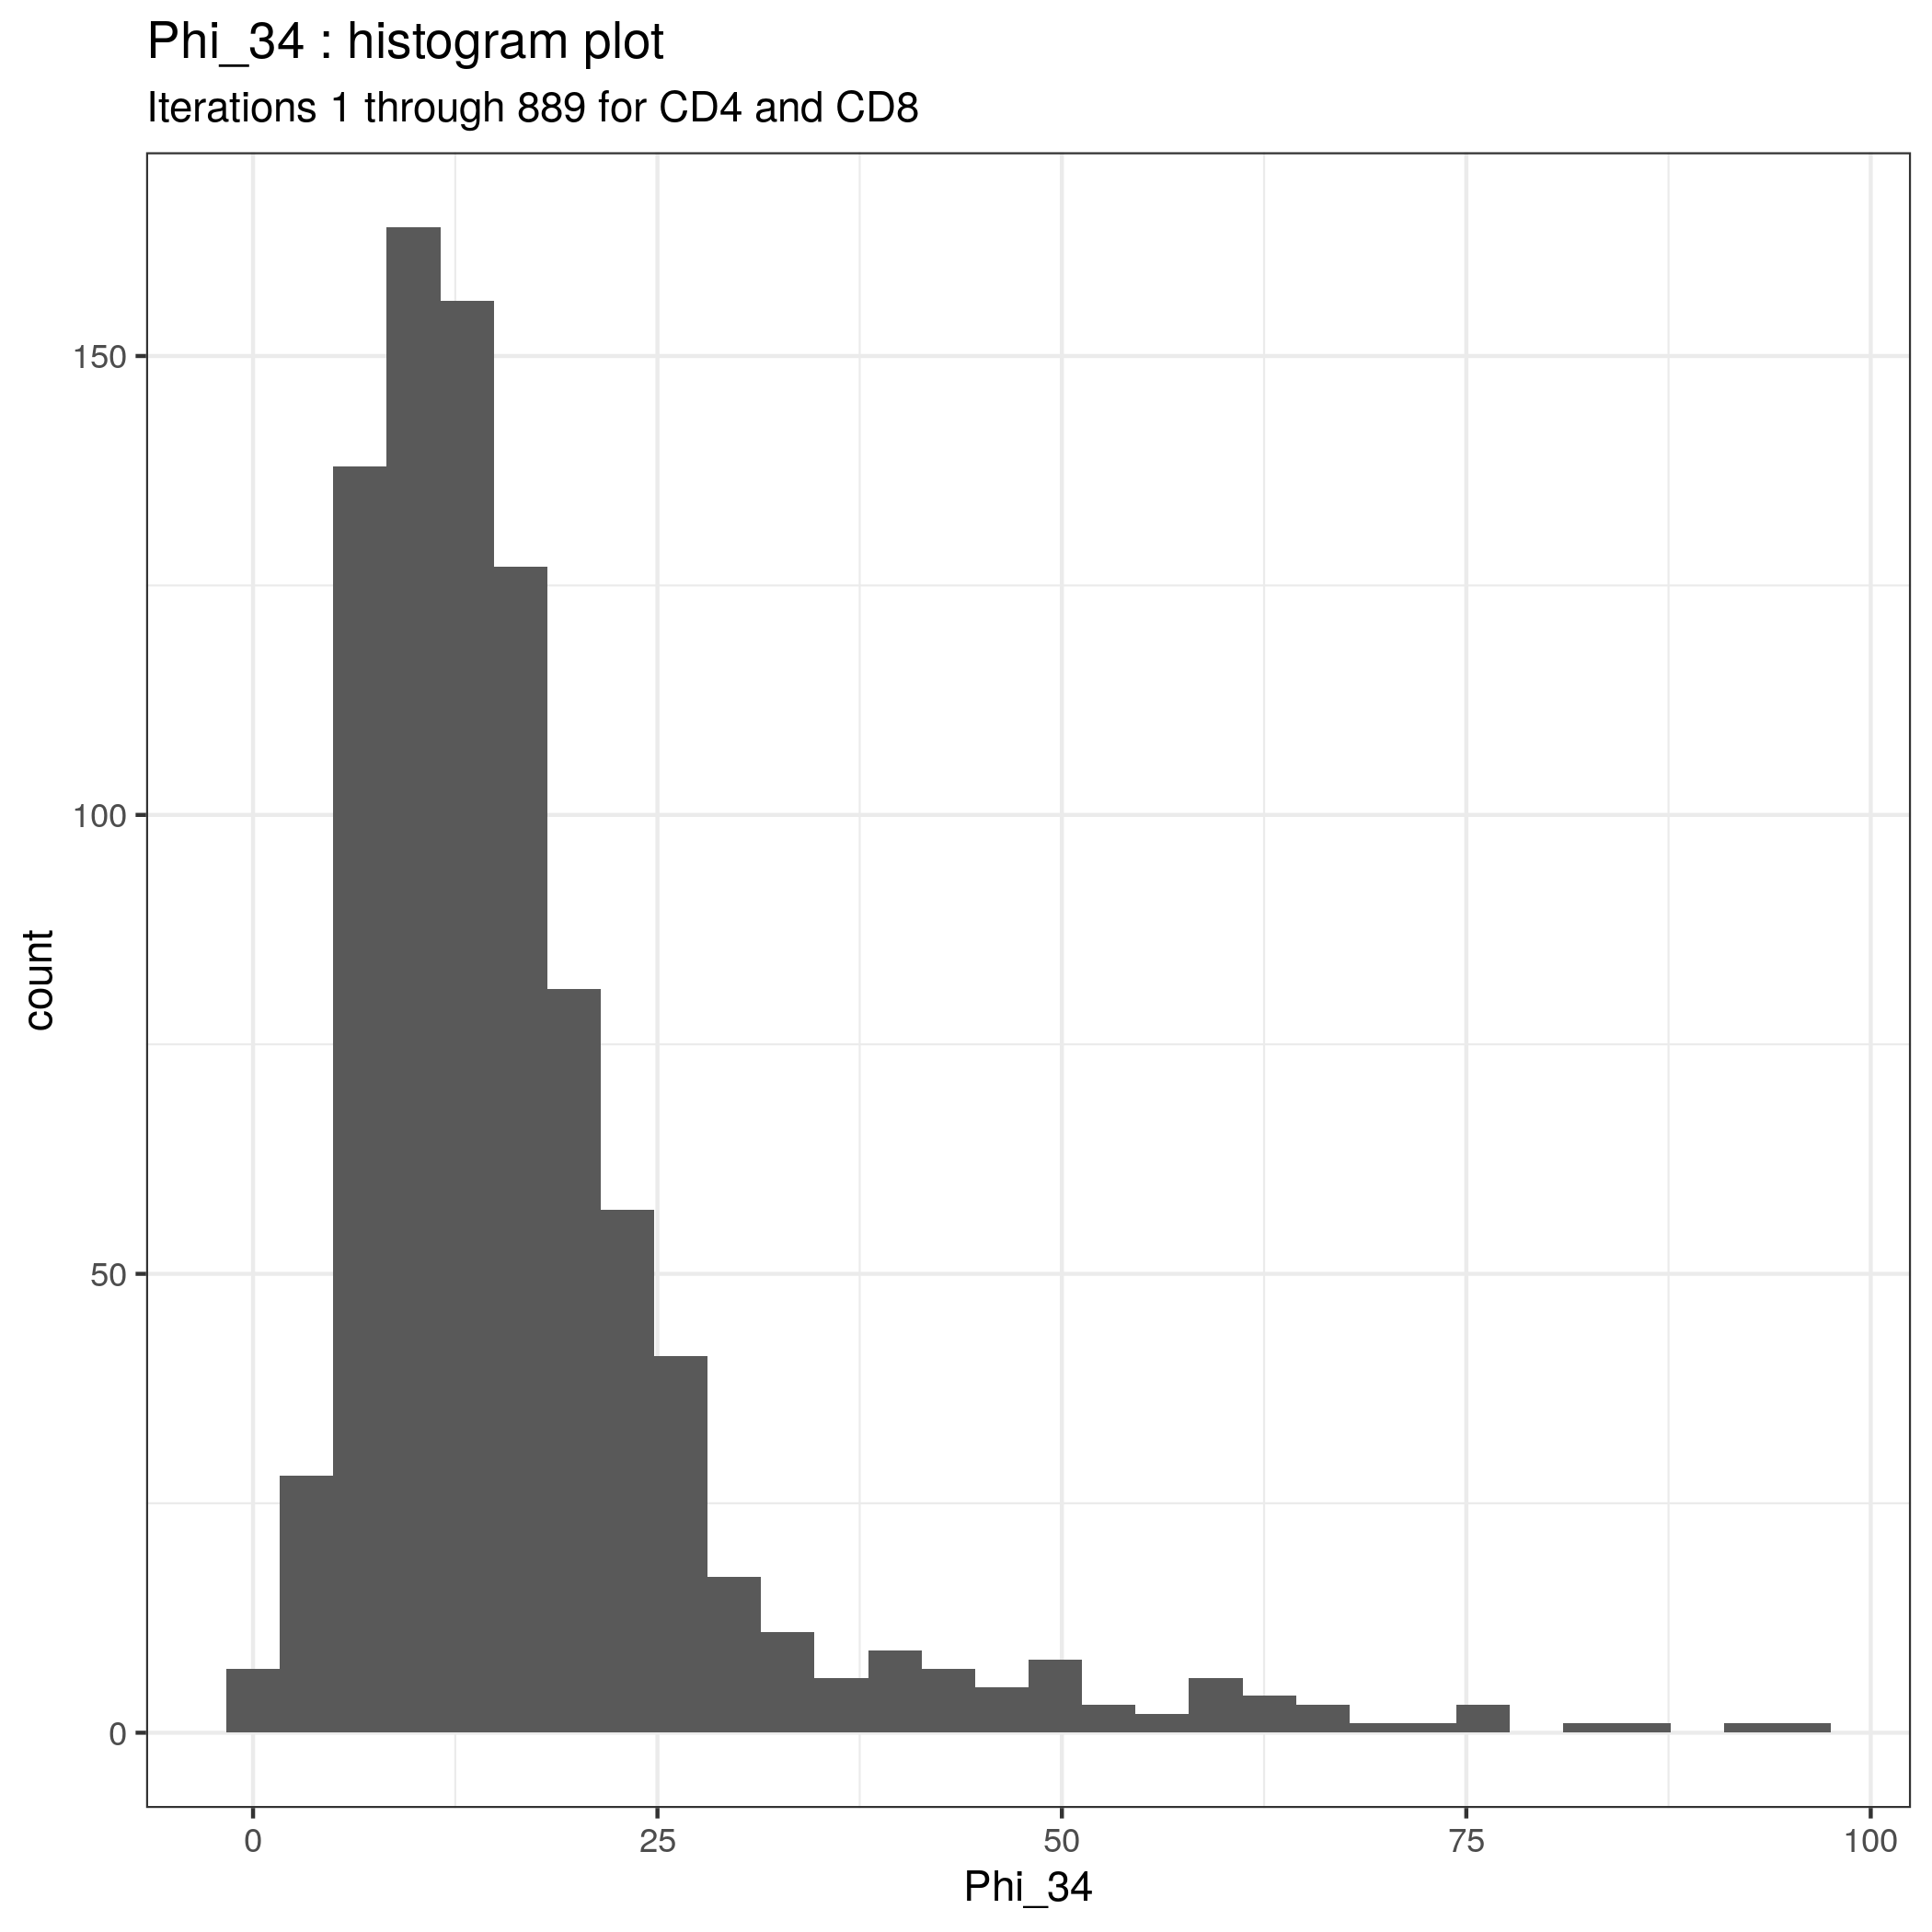 Phi_34 : histogram plot
Iterations 1 through 889 for CD4 and CD8
150
100
50
0
count
0 25 50 75 100
Phi_34